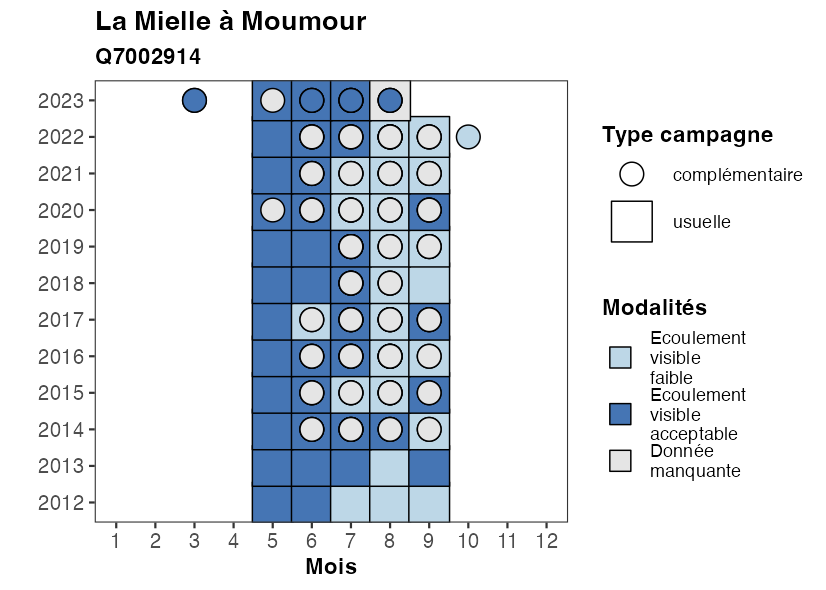 La Mielle à Moumour
Q7002914
2023
2022
2021
2020
2019
2018
2017
2016
2015
2014
2013
2012
1 2 3 4 5 6 7 8 9 10 11 12
Mois
Type campagne
complémentaire
usuelle
Modalités
Ecoulement
visible
faible
Ecoulement
visible
acceptable
Donnée
manquante